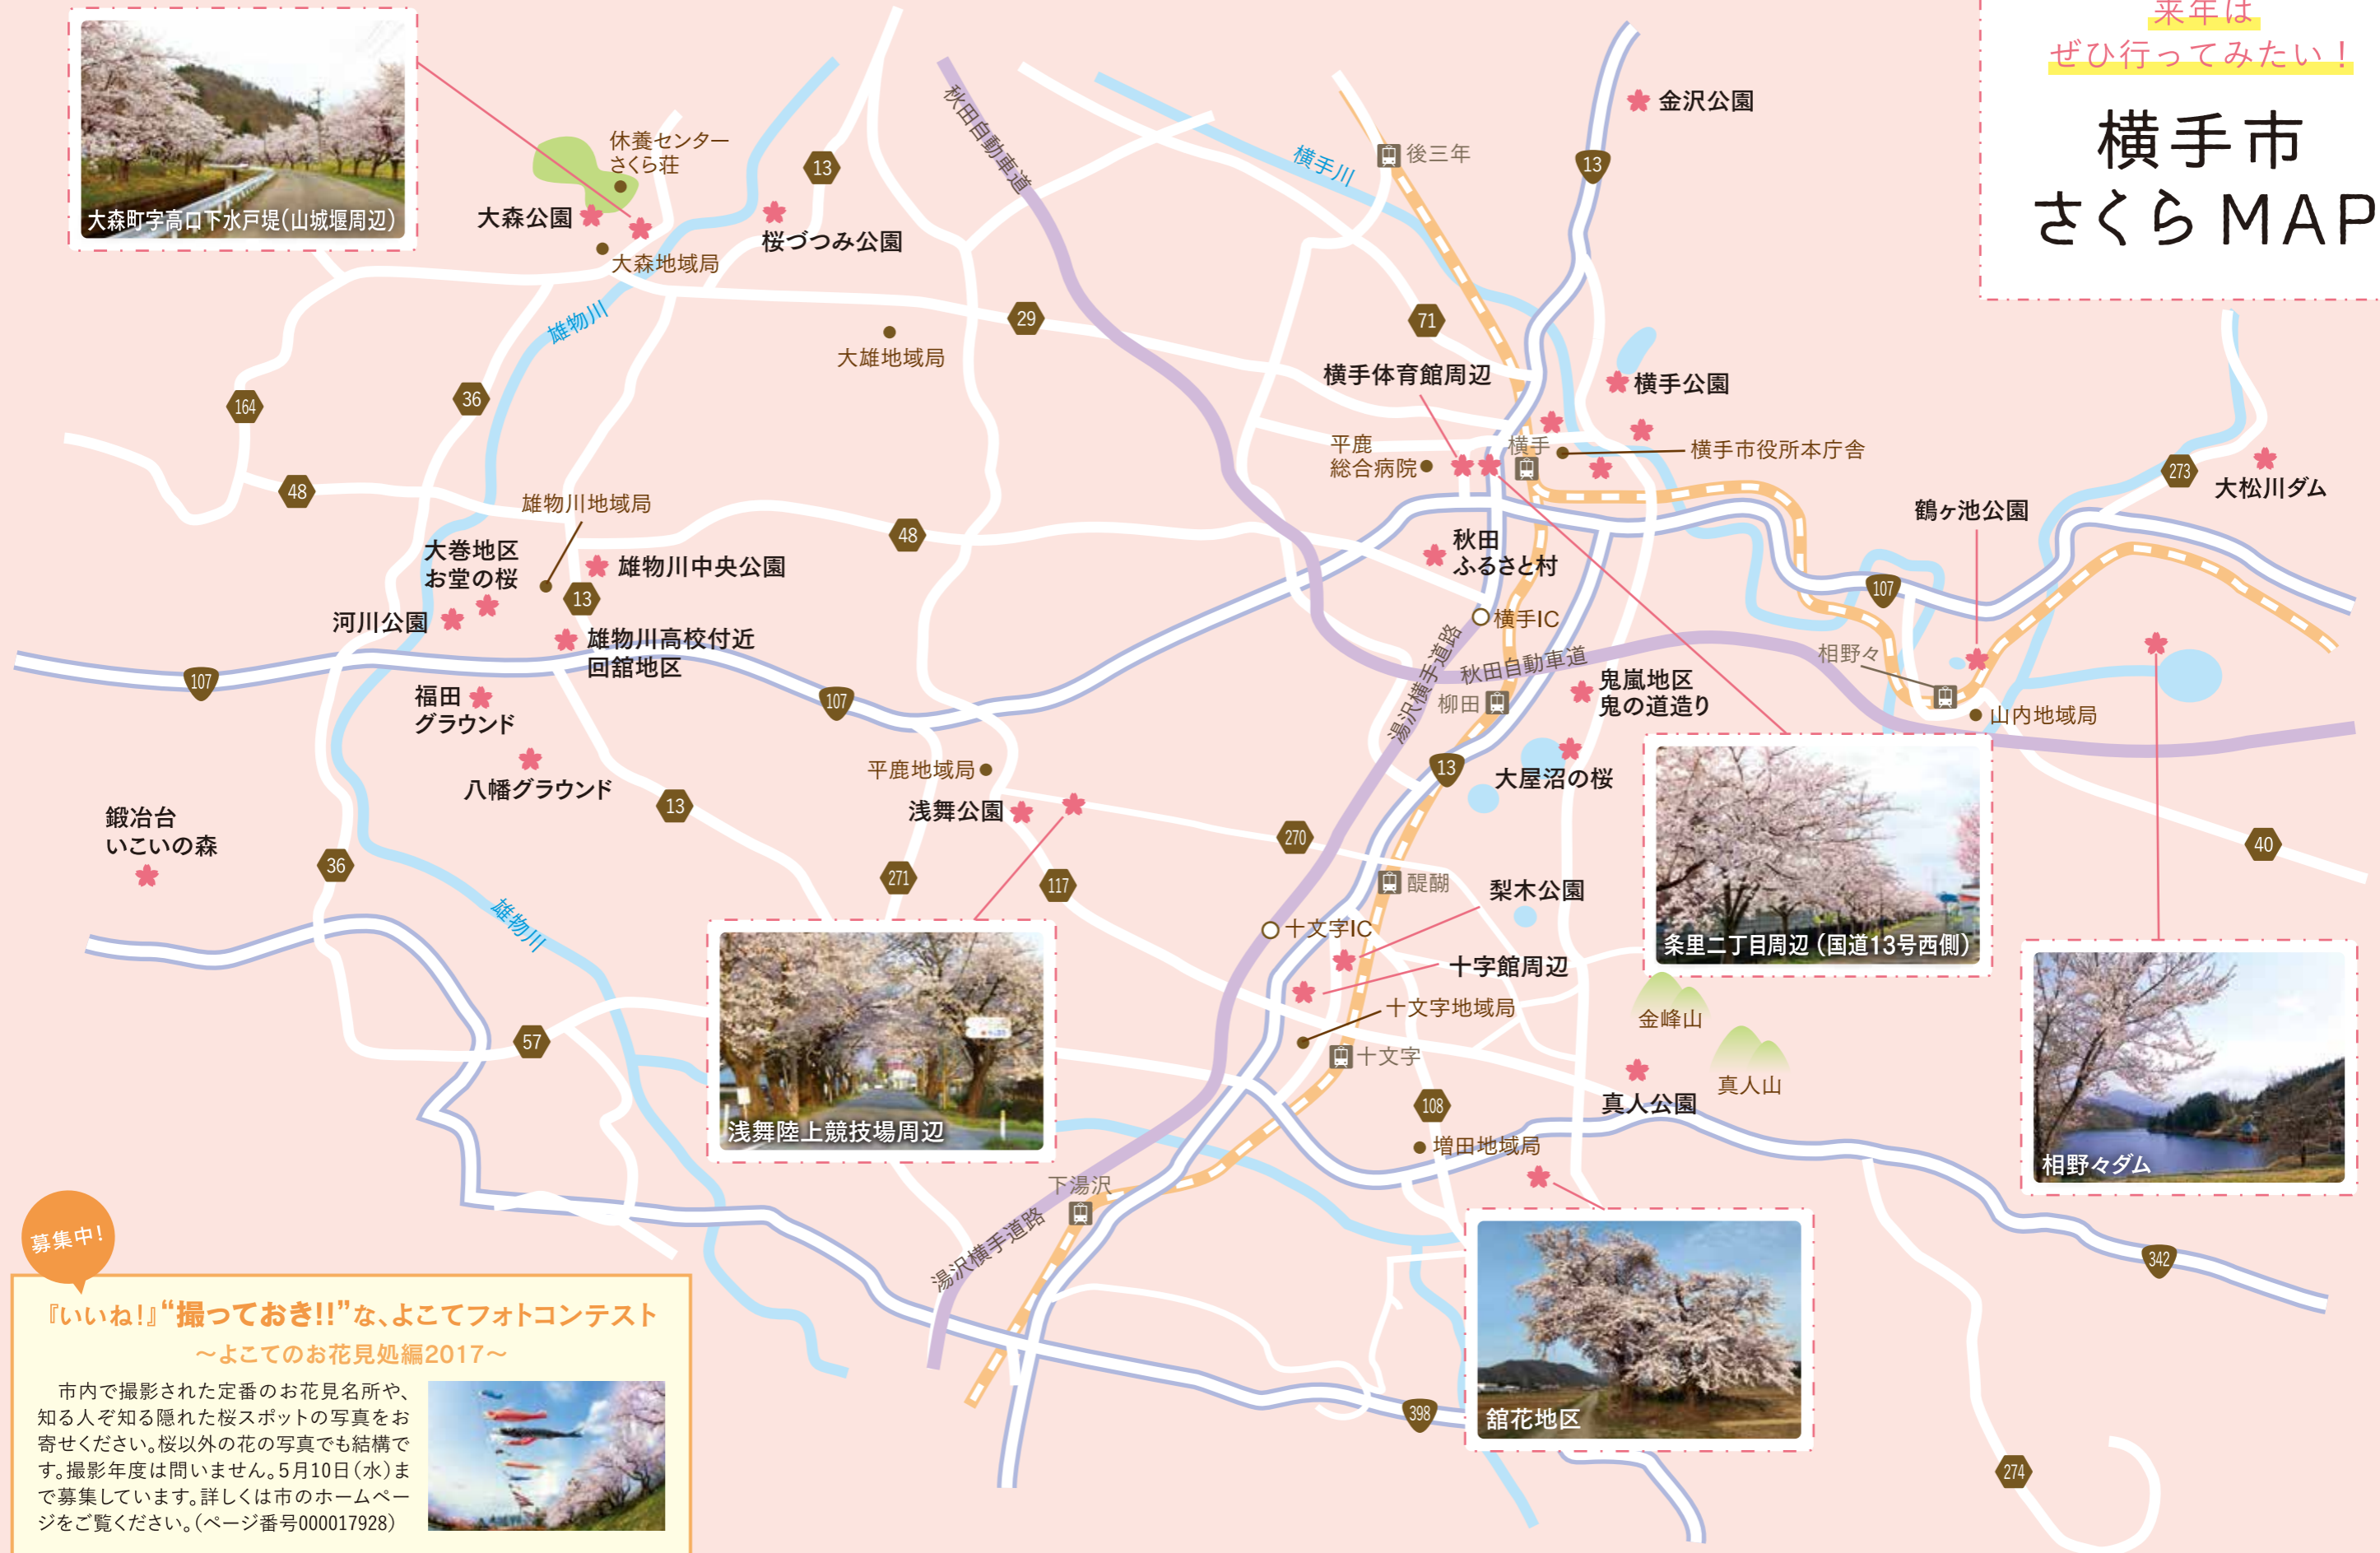 来年は
ぜひ行ってみたい！
横手市
さくら MAP
大森町字高口下水戸堤(山城堰周辺)
休養センター
さくら荘
大森公園
大森地域局
桜づつみ公園
13
秋田自動車道
横手川
後三年
金沢公園
13
雄物川
29
大雄地域局
71
横手体育館周辺
横手公園
164
36
平鹿
総合病院
横手
横手市役所本庁舎
273
大松川ダム
48
雄物川地域局
48
鶴ヶ池公園
大巻地区
お堂の桜
雄物川中央公園
13
秋田
ふるさと村
107
河川公園
雄物川高校付近
回舘地区
横手IC
湯沢横手道路
秋田自動車道
相野々
107
107
福田
グラウンド
柳田
鬼嵐地区
鬼の道造り
山内地域局
八幡グラウンド
平鹿地域局
13
大屋沼の桜
鍛冶台
いこいの森
13
浅舞公園
270
40
36
271
117
醍醐
梨木公園
条里二丁目周辺（国道13号西側）
雄物川
十文字IC
十字館周辺
57
十文字地域局
金峰山
十文字
真人山
108
真人公園
浅舞陸上競技場周辺
増田地域局
相野々ダム
下湯沢
湯沢横手道路
342
398
舘花地区
274
募集中！
『いいね！』“撮っておき!!”な、よこてフォトコンテスト
～よこてのお花見処編2017～
市内で撮影された定番のお花見名所や、
知る人ぞ知る隠れた桜スポットの写真をお
寄せください。桜以外の花の写真でも結構で
す。撮影年度は問いません。5月10日（水）ま
で募集しています。詳しくは市のホームペー
ジをご覧ください。（ページ番号000017928）